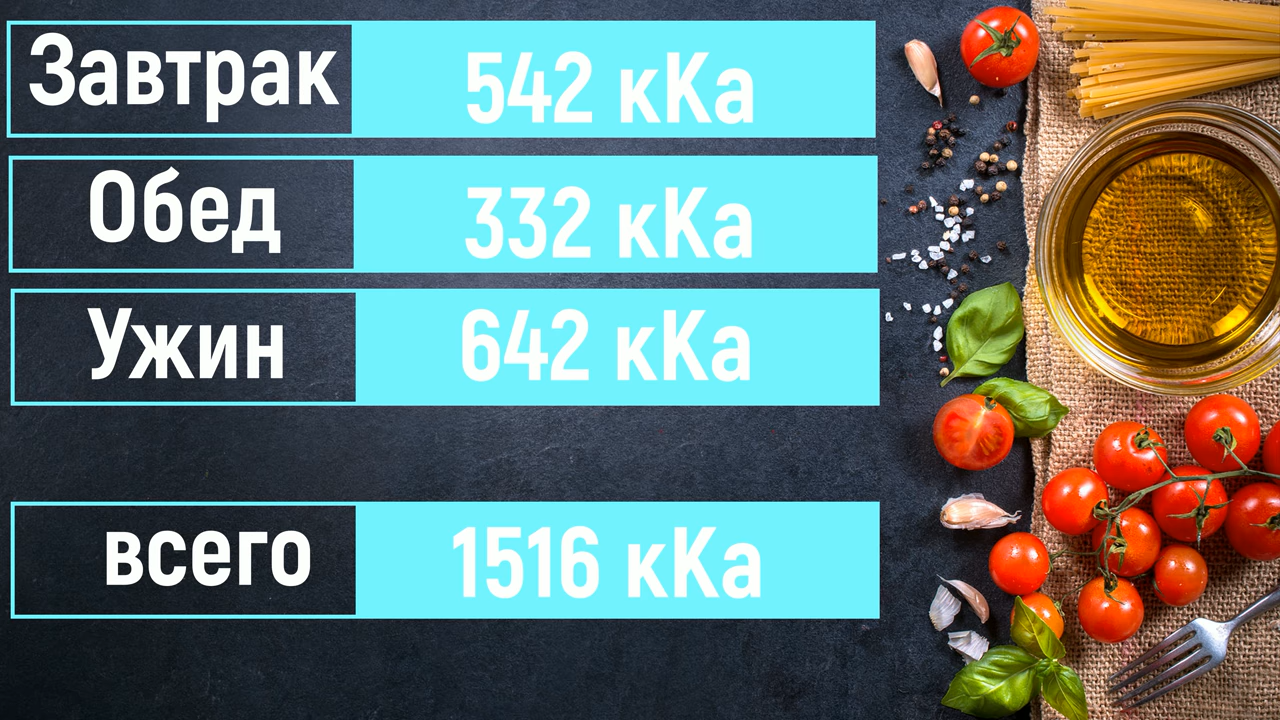 Завтрак 542 кКа
Обед 332 кКа
Ужин 642 кКа
всего 1516 кКа